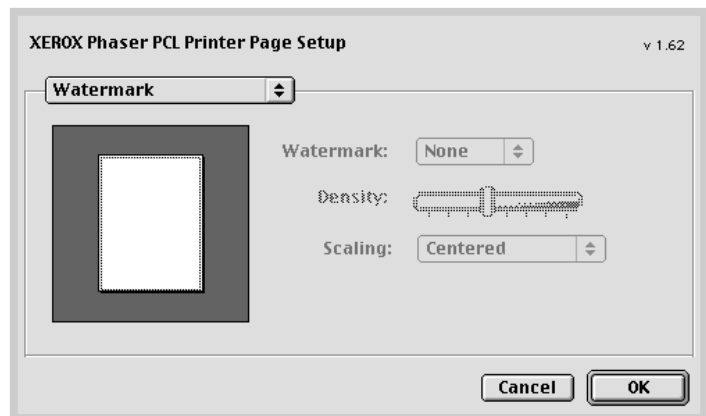 XEROX Phaser PCL Printer Page Setup
v 1.62
Watermark
Watermark: None
Density:
Scaling: Centered
Cancel OK